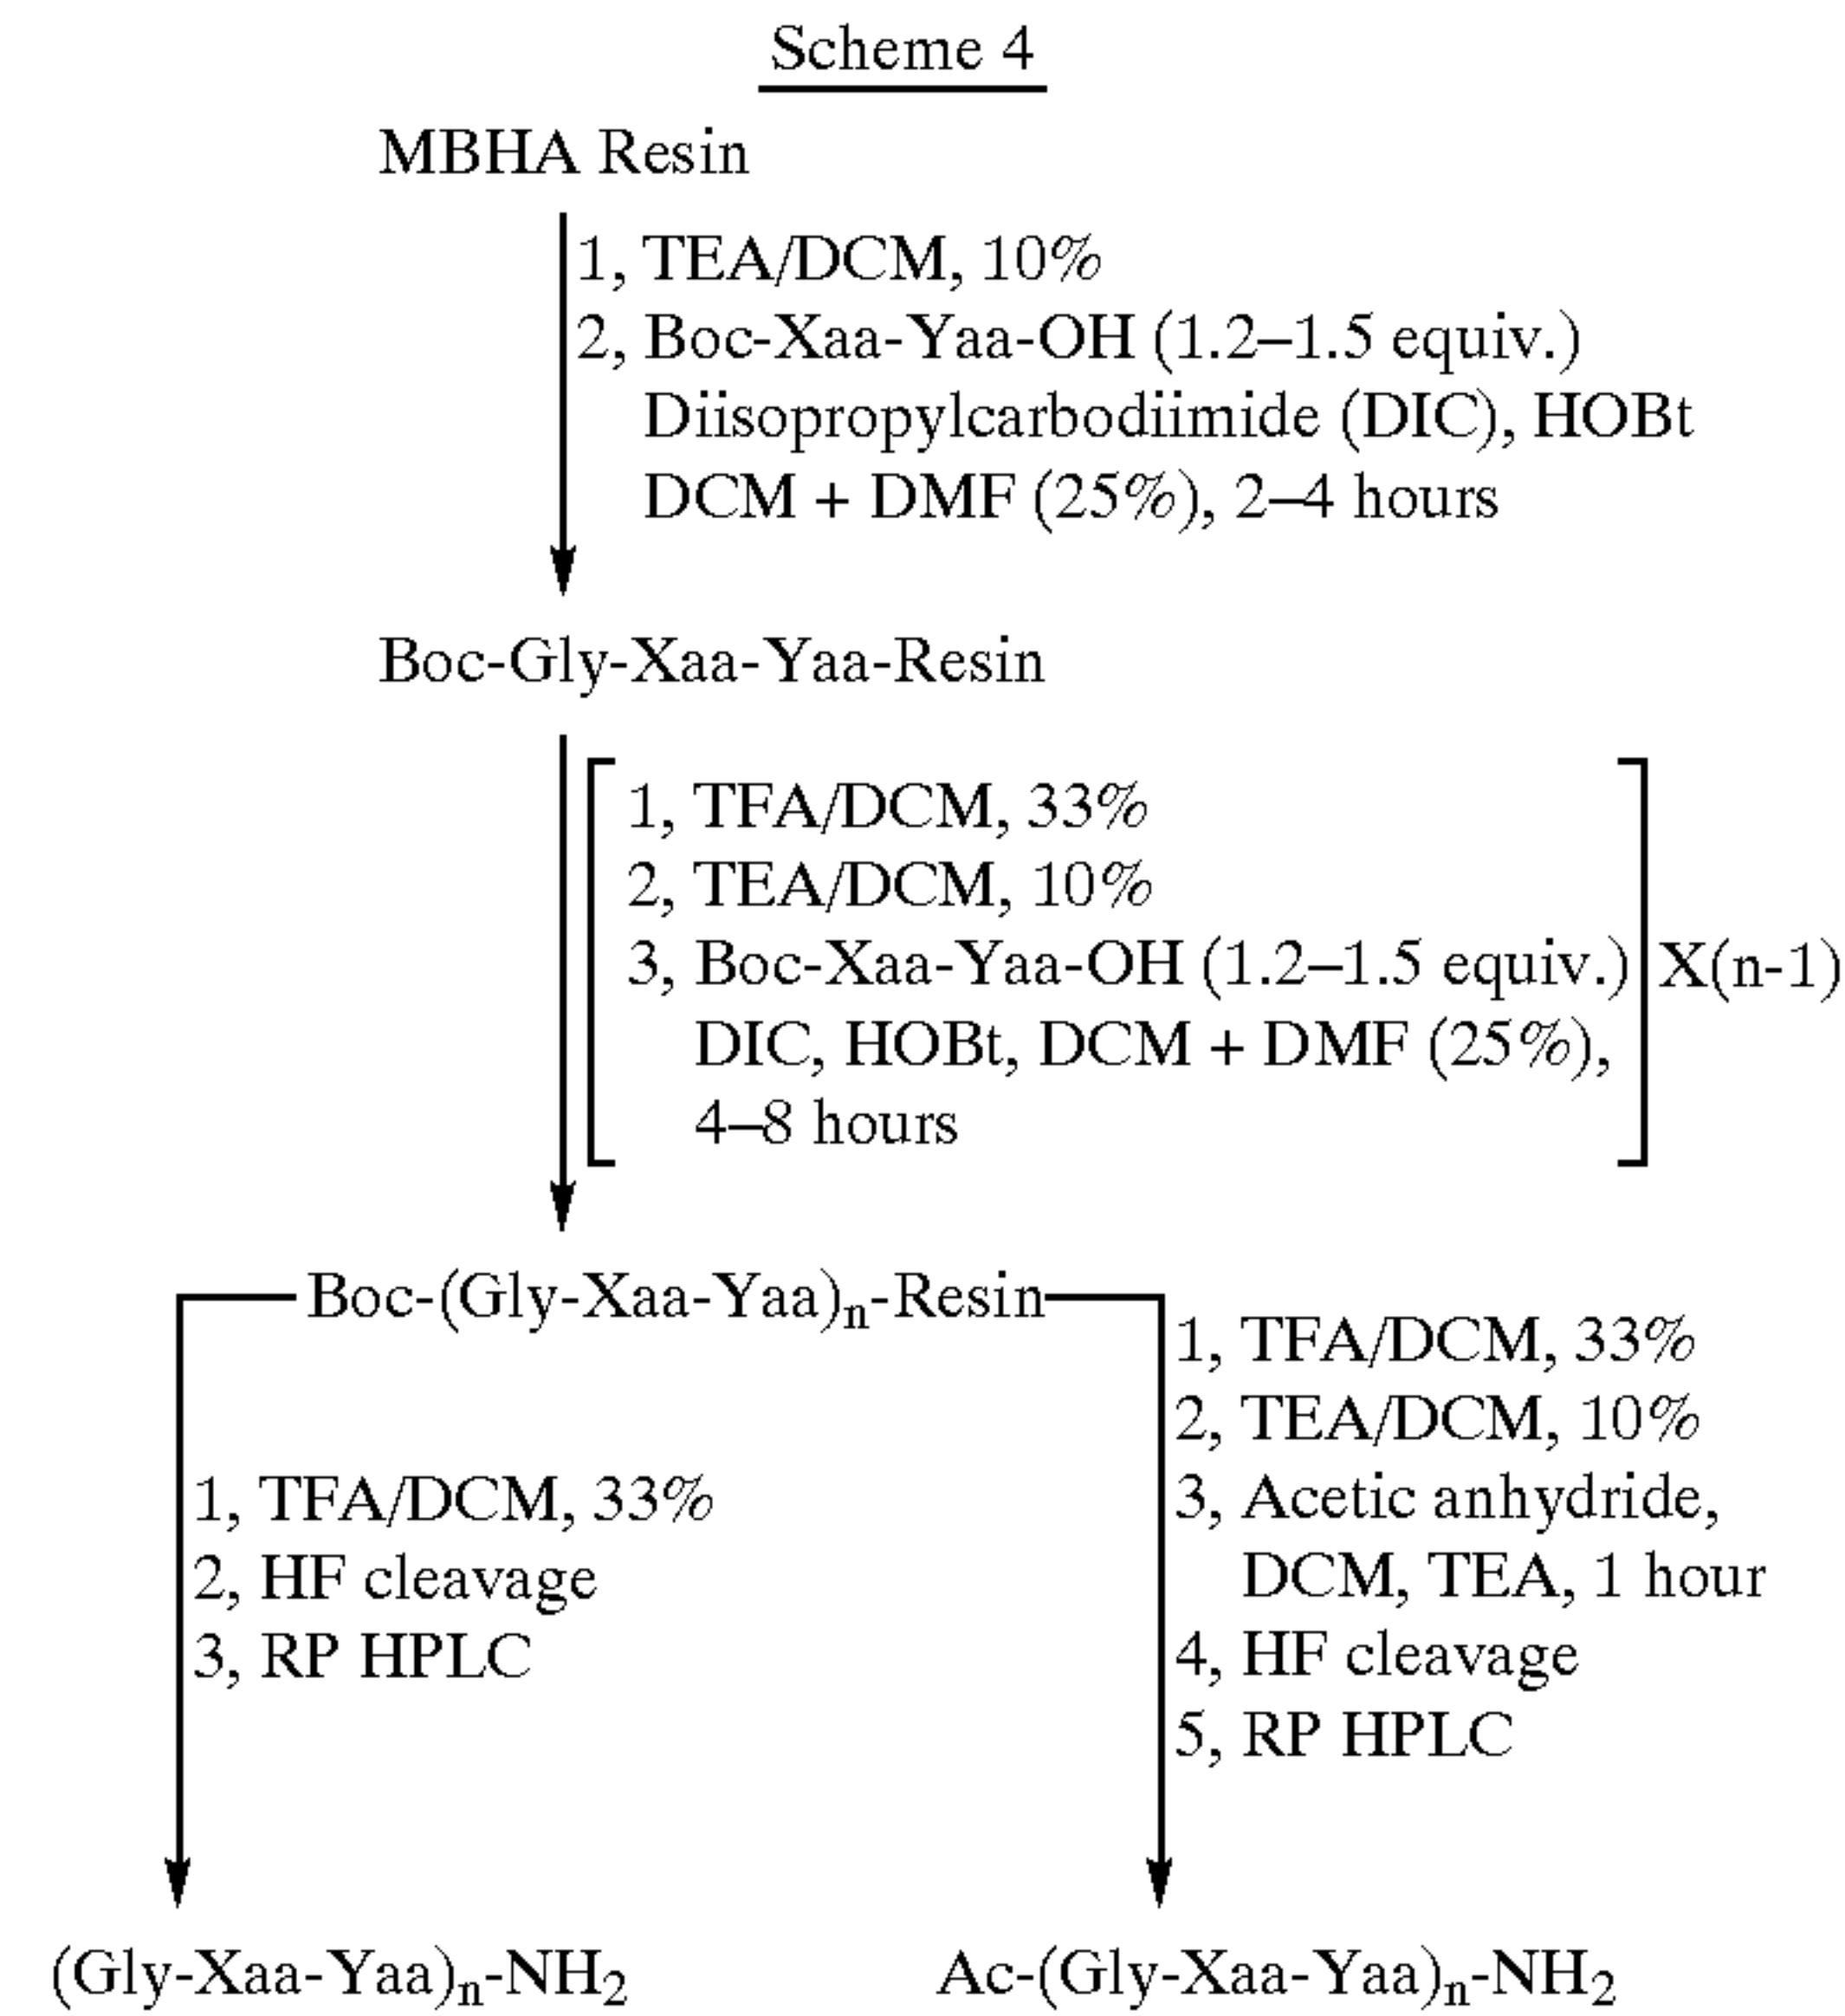 Scheme 4
MBHA Resin
1, TEA/DCM, 10%
2, Boc-Xaa-Yaa-OH (1.2–1.5 equiv.)
Diisopropylcarbodiimide (DIC), HOBt
DCM + DMF (25%), 2–4 hours
Boc-Gly-Xaa-Yaa-Resin
1, TFA/DCM, 33%
2, TEA/DCM, 10%
3, Boc-Xaa-Yaa-OH (1.2–1.5 equiv.)
DIC, HOBt, DCM + DMF (25%),
4–8 hours
X(n-1)
Boc-(Gly-Xaa-Yaa)n-Resin
1, TFA/DCM, 33%
2, HF cleavage
3, RP HPLC
1, TFA/DCM, 33%
2, TEA/DCM, 10%
3, Acetic anhydride,
DCM, TEA, 1 hour
4, HF cleavage
5, RP HPLC
(Gly-Xaa-Yaa)n-NH2
Ac-(Gly-Xaa-Yaa)n-NH2